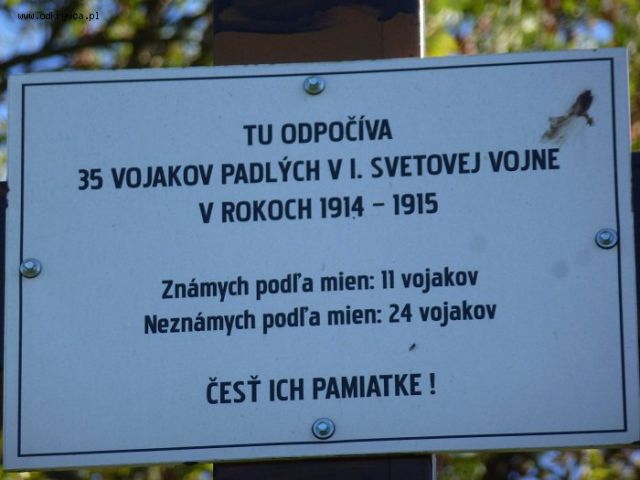 www.odkrywca.pl
TU ODPOČÍVA
35 VOJAKOV PADLÝCH V I. SVETOVEJ VOJNE
V ROKOCH 1914 - 1915
Známych podľa mien: 11 vojakov
Neznámych podľa mien: 24 vojakov
ČESŤ ICH PAMIATKE !